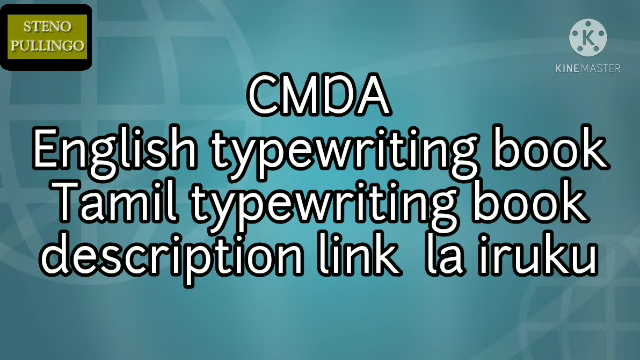 STENO
PULLINGO
KINEMASTER
CMDA
English typewriting book
Tamil typewriting book
description link la iruku